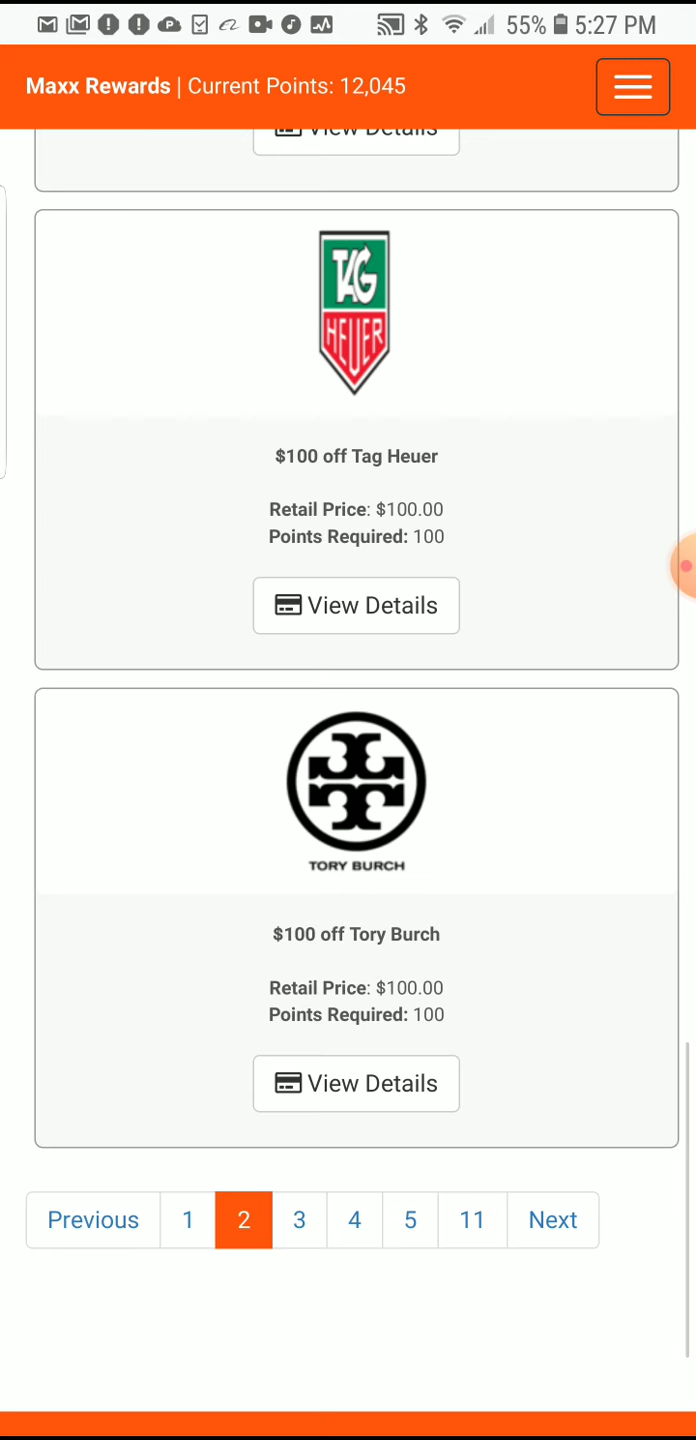 55% 5:27 PM
Maxx Rewards | Current Points: 12,045
View Details
TAG
HEUER
$100 off Tag Heuer
Retail Price: $100.00
Points Required: 100
View Details
TORY BURCH
$100 off Tory Burch
Retail Price: $100.00
Points Required: 100
View Details
Previous 1 2 3 4 5 11 Next